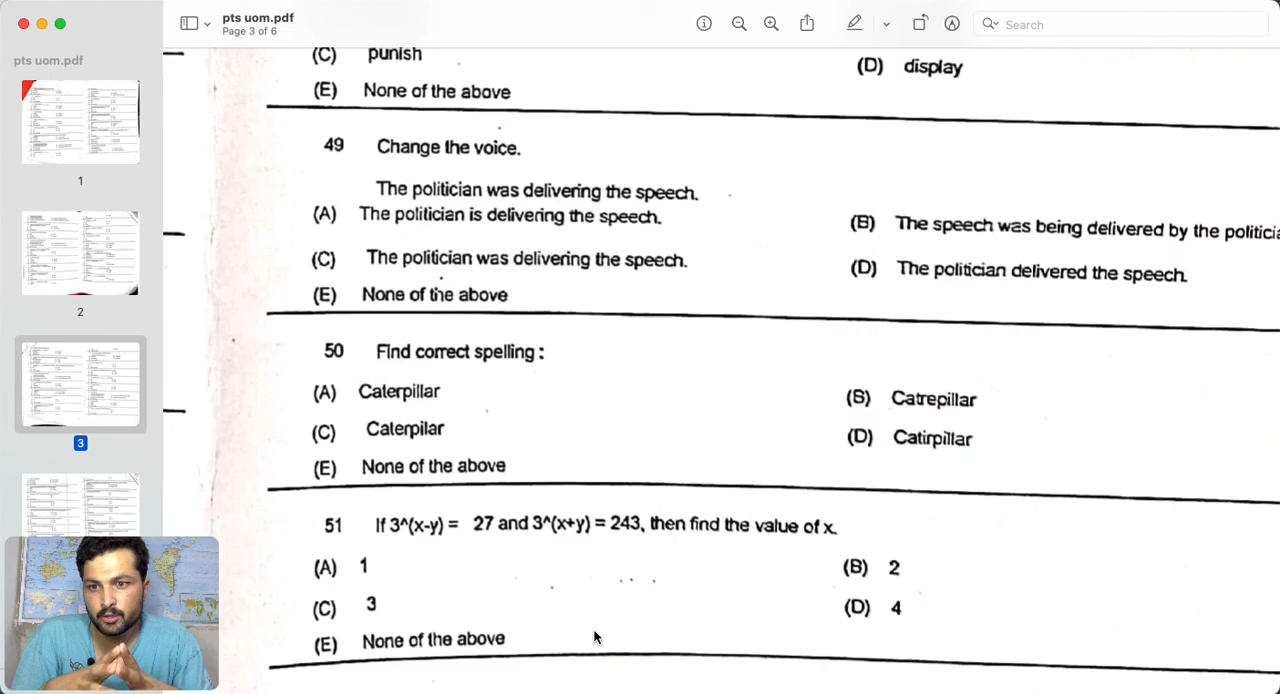 pts uom.pdf
Page 3 of 6
Search
pts uom.pdf
1
2
3
(C) punish
(D) display
(E) None of the above
49 Change the voice.
The politician was delivering the speech.
(A) The politician is delivering the speech.
(B) The speech was being delivered by the politicia
(C) The politician was delivering the speech.
(D) The politician delivered the speech.
(E) None of the above
50 Find correct spelling :
(A) Caterpillar
(B) Catrepillar
(C) Caterpilar
(D) Catirpillar
(E) None of the above
51 If 3^(x-y) = 27 and 3^(x+y) = 243, then find the value of x.
(A) 1
(B) 2
(C) 3
(D) 4
(E) None of the above